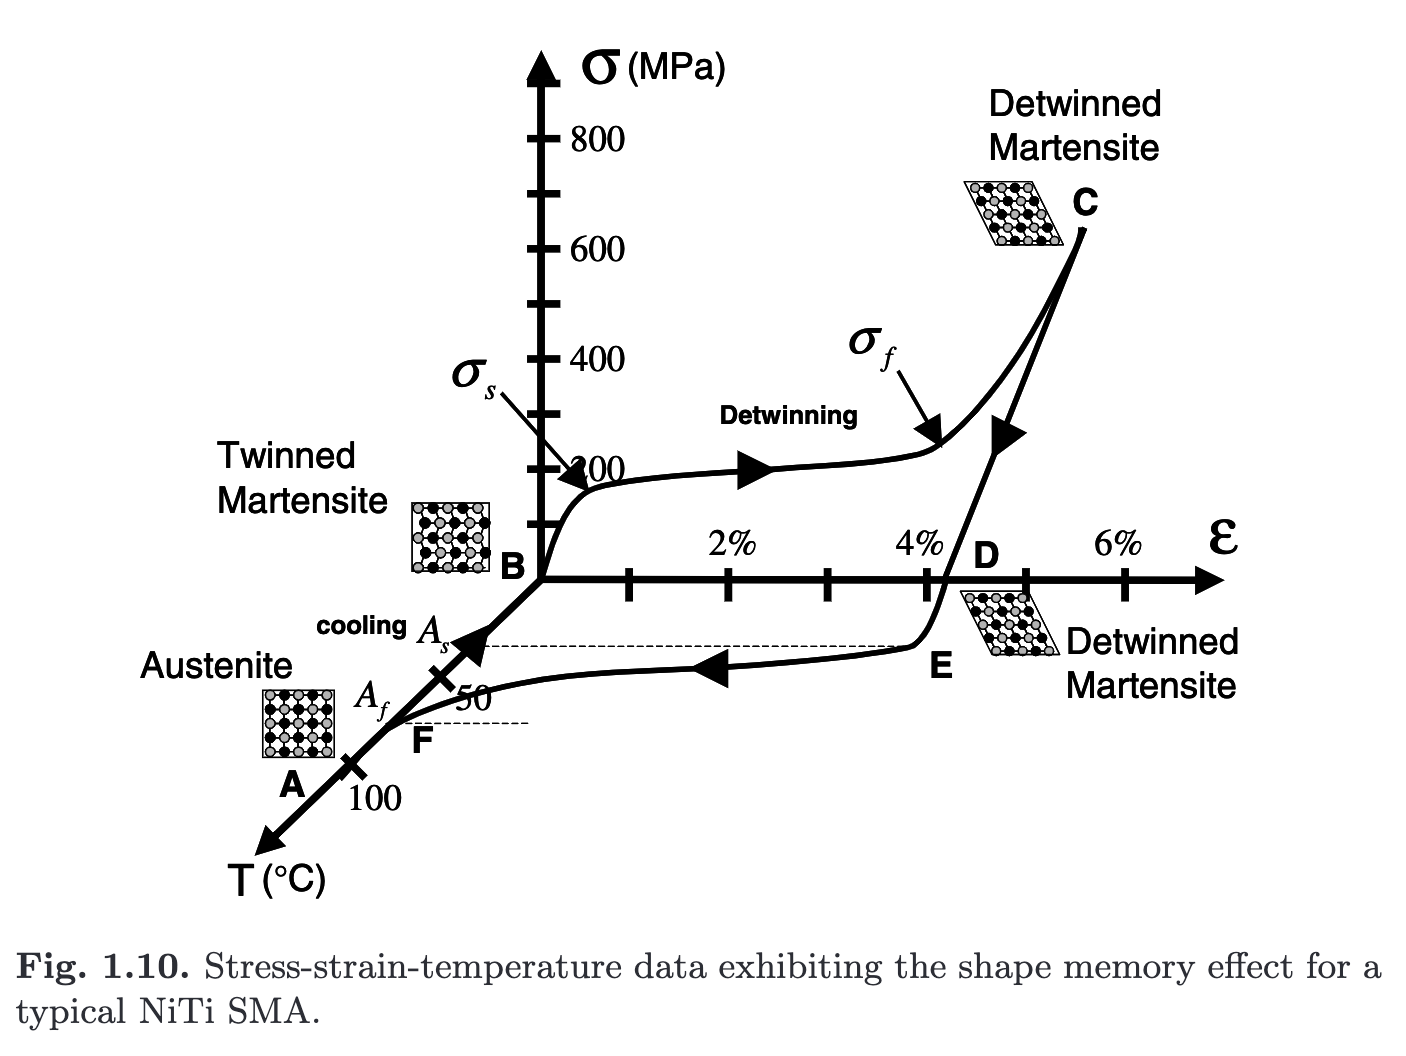 σ (MPa)
Detwinned
Martensite
800
C
600
σf
400
σs
Detwinning
Twinned
Martensite
200
B
2%
4%
D
6%
ε
cooling
As
E
Detwinned
Martensite
Austenite
Af
50
F
A
100
T (°C)
Fig. 1.10. Stress-strain-temperature data exhibiting the shape memory effect for a
typical NiTi SMA.